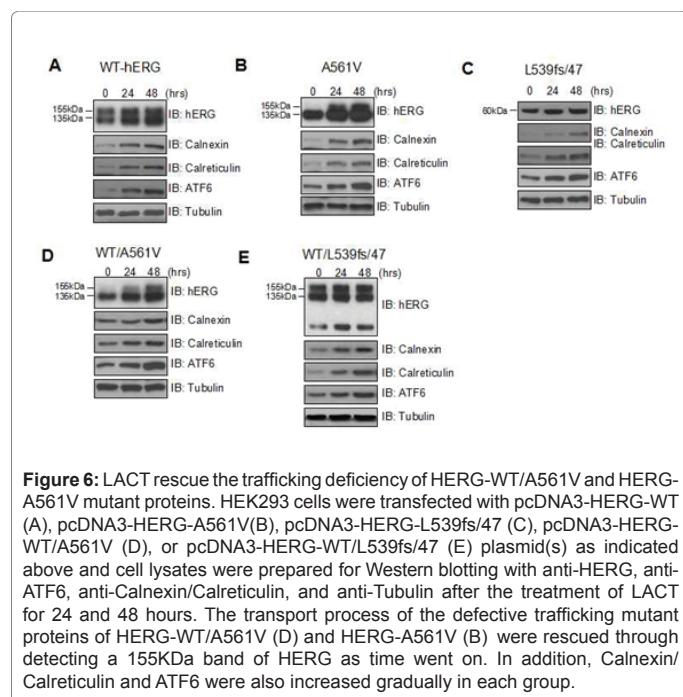 A
WT-hERG
0 24 48 (hrs)
155kDa
135kDa
IB: hERG
IB: Calnexin
IB: Calreticulin
IB: ATF6
IB: Tubulin
B
A561V
0 24 48 (hrs)
155kDa
135kDa
IB: hERG
IB: Calnexin
IB: Calreticulin
IB: ATF6
IB: Tubulin
C
L539fs/47
0 24 48 (hrs)
60kDa
IB: hERG
IB: Calnexin
IB: Calreticulin
IB: ATF6
IB: Tubulin
D
WT/A561V
0 24 48 (hrs)
155kDa
135kDa
IB: hERG
IB: Calnexin
IB: Calreticulin
IB: ATF6
IB: Tubulin
E
WT/L539fs/47
0 24 48 (hrs)
155kDa
135kDa
IB: hERG
IB: Calnexin
IB: Calreticulin
IB: ATF6
IB: Tubulin
Figure 6: LACT rescue the trafficking deficiency of HERG-WT/A561V and HERG-
A561V mutant proteins. HEK293 cells were transfected with pcDNA3-HERG-WT
(A), pcDNA3-HERG-A561V(B), pcDNA3-HERG-L539fs/47 (C), pcDNA3-HERG-
WT/A561V (D), or pcDNA3-HERG-WT/L539fs/47 (E) plasmid(s) as indicated
above and cell lysates were prepared for Western blotting with anti-HERG, anti-
ATF6, anti-Calnexin/Calreticulin, and anti-Tubulin after the treatment of LACT
for 24 and 48 hours. The transport process of the defective trafficking mutant
proteins of HERG-WT/A561V (D) and HERG-A561V (B) were rescued through
detecting a 155KDa band of HERG as time went on. In addition, Calnexin/
Calreticulin and ATF6 were also increased gradually in each group.